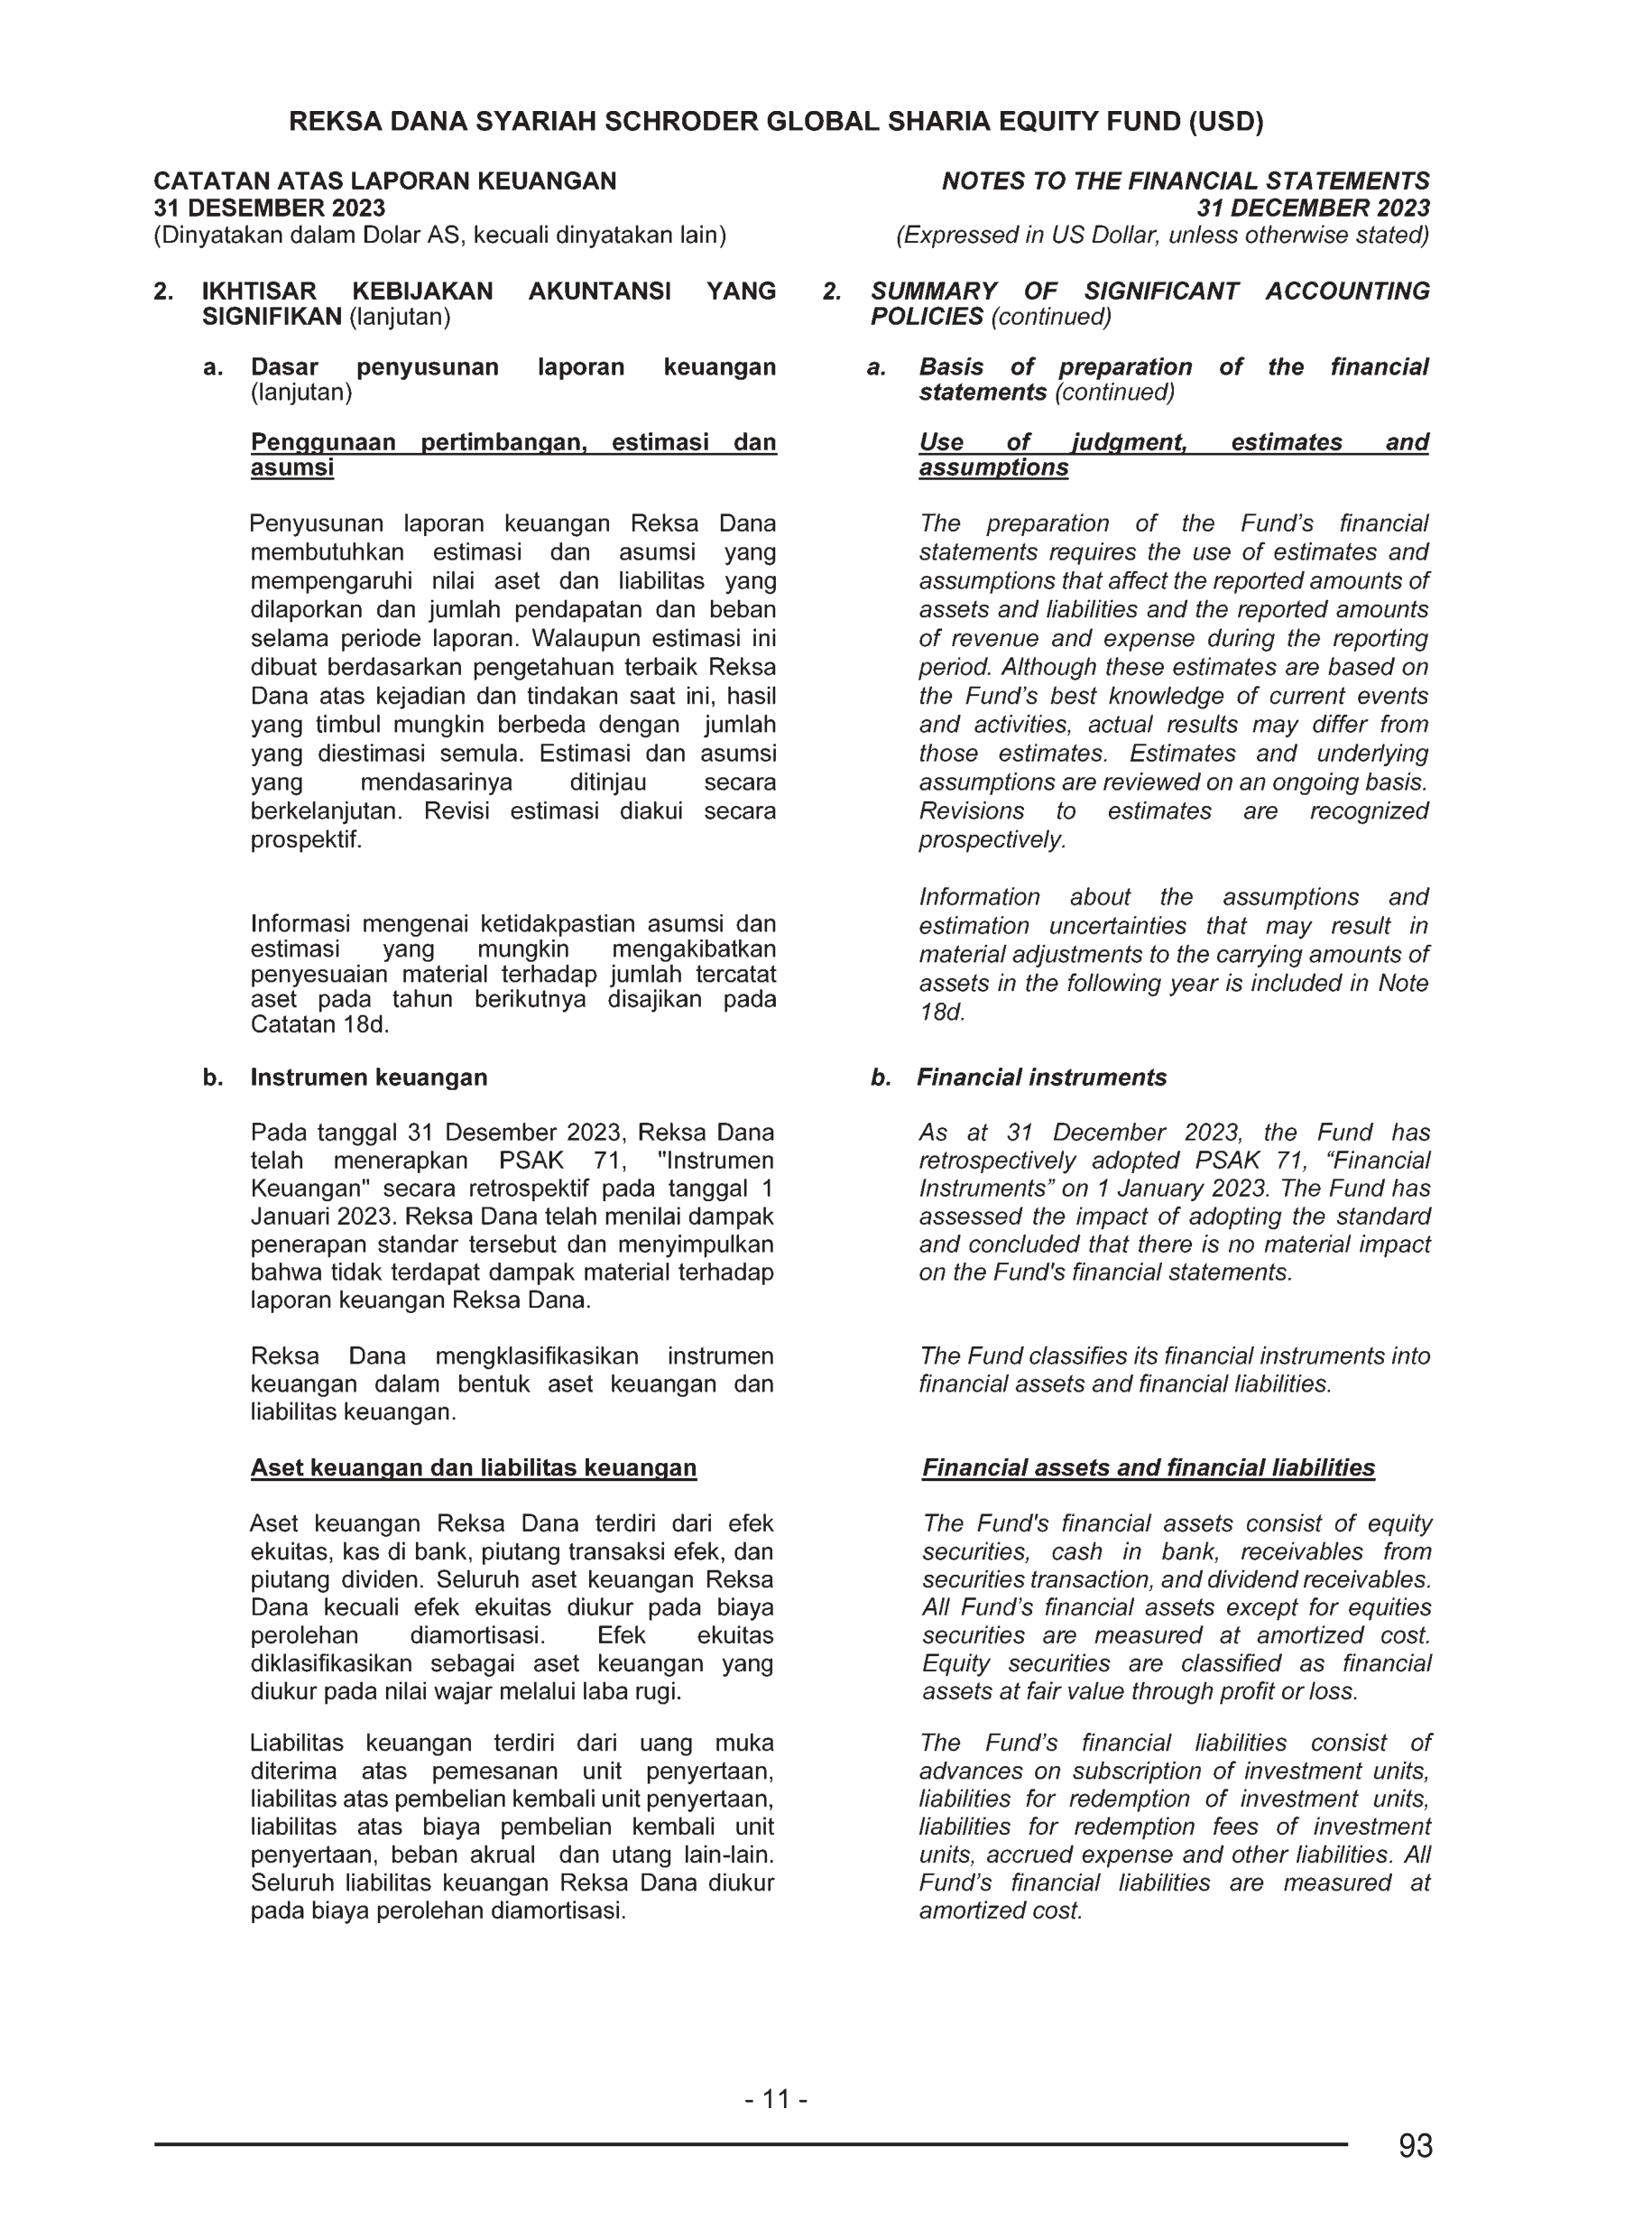 REKSA DANA SYARIAH SCHRODER GLOBAL SHARIA EQUITY FUND (USD)
CATATAN ATAS LAPORAN KEUANGAN
31 DESEMBER 2023
(Dinyatakan dalam Dolar AS, kecuali dinyatakan lain)
NOTES TO THE FINANCIAL STATEMENTS
31 DECEMBER 2023
(Expressed in US Dollar, unless otherwise stated)
2. IKHTISAR KEBIJAKAN AKUNTANSI YANG
SIGNIFIKAN (lanjutan)
a. Dasar penyusunan laporan keuangan
(lanjutan)
Penggunaan pertimbangan, estimasi dan
asumsi
Penyusunan laporan keuangan Reksa Dana
membutuhkan estimasi dan asumsi yang
mempengaruhi nilai aset dan liabilitas yang
dilaporkan dan jumlah pendapatan dan beban
selama periode laporan. Walaupun estimasi ini
dibuat berdasarkan pengetahuan terbaik Reksa
Dana atas kejadian dan tindakan saat ini, hasil
yang timbul mungkin berbeda dengan jumlah
yang diestimasi semula. Estimasi dan asumsi
yang mendasarinya ditinjau secara
berkelanjutan. Revisi estimasi diakui secara
prospektif.
Informasi mengenai ketidakpastian asumsi dan
estimasi yang mungkin mengakibatkan
penyesuaian material terhadap jumlah tercatat
aset pada tahun berikutnya disajikan pada
Catatan 18d.
b. Instrumen keuangan
Pada tanggal 31 Desember 2023, Reksa Dana
telah menerapkan PSAK 71, "Instrumen
Keuangan" secara retrospektif pada tanggal 1
Januari 2023. Reksa Dana telah menilai dampak
penerapan standar tersebut dan menyimpulkan
bahwa tidak terdapat dampak material terhadap
laporan keuangan Reksa Dana.
Reksa Dana mengklasifikasikan instrumen
keuangan dalam bentuk aset keuangan dan
liabilitas keuangan.
Aset keuangan dan liabilitas keuangan
Aset keuangan Reksa Dana terdiri dari efek
ekuitas, kas di bank, piutang transaksi efek, dan
piutang dividen. Seluruh aset keuangan Reksa
Dana kecuali efek ekuitas diukur pada biaya
perolehan diamortisasi. Efek ekuitas
diklasifikasikan sebagai aset keuangan yang
diukur pada nilai wajar melalui laba rugi.
Liabilitas keuangan terdiri dari uang muka
diterima atas pemesanan unit penyertaan,
liabilitas atas pembelian kembali unit penyertaan,
liabilitas atas biaya pembelian kembali unit
penyertaan, beban akrual dan utang lain-lain.
Seluruh liabilitas keuangan Reksa Dana diukur
pada biaya perolehan diamortisasi.
2. SUMMARY OF SIGNIFICANT ACCOUNTING
POLICIES (continued)
a. Basis of preparation of the financial
statements (continued)
Use of judgment, estimates and
assumptions
The preparation of the Fund’s financial
statements requires the use of estimates and
assumptions that affect the reported amounts of
assets and liabilities and the reported amounts
of revenue and expense during the reporting
period. Although these estimates are based on
the Fund’s best knowledge of current events
and activities, actual results may differ from
those estimates. Estimates and underlying
assumptions are reviewed on an ongoing basis.
Revisions to estimates are recognized
prospectively.
Information about the assumptions and
estimation uncertainties that may result in
material adjustments to the carrying amounts of
assets in the following year is included in Note
18d.
b. Financial instruments
As at 31 December 2023, the Fund has
retrospectively adopted PSAK 71, “Financial
Instruments” on 1 January 2023. The Fund has
assessed the impact of adopting the standard
and concluded that there is no material impact
on the Fund's financial statements.
The Fund classifies its financial instruments into
financial assets and financial liabilities.
Financial assets and financial liabilities
The Fund's financial assets consist of equity
securities, cash in bank, receivables from
securities transaction, and dividend receivables.
All Fund’s financial assets except for equities
securities are measured at amortized cost.
Equity securities are classified as financial
assets at fair value through profit or loss.
The Fund’s financial liabilities consist of
advances on subscription of investment units,
liabilities for redemption of investment units,
liabilities for redemption fees of investment
units, accrued expense and other liabilities. All
Fund’s financial liabilities are measured at
amortized cost.
- 11 -
93